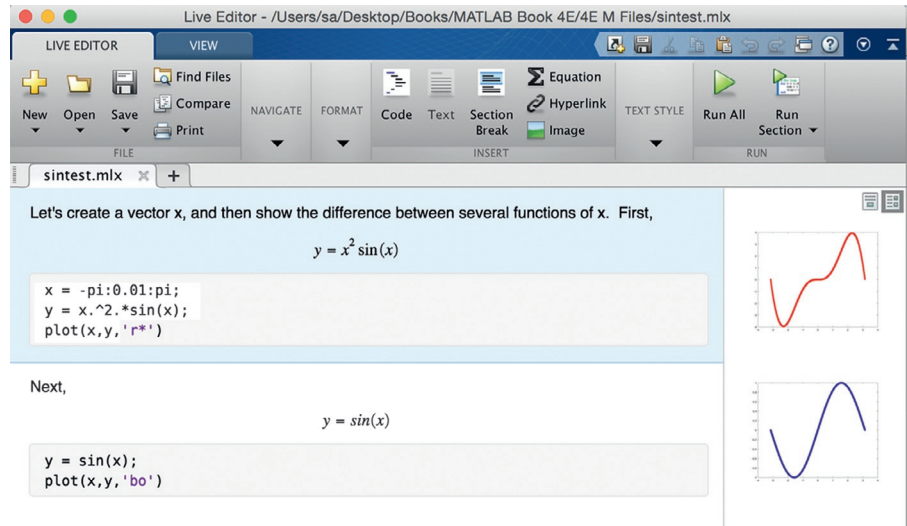 Live Editor - /Users/sa/Desktop/Books/MATLAB Book 4E/4E M Files/sintest.mlx
LIVE EDITOR VIEW
New Open Save
Find Files
Compare
Print
NAVIGATE FORMAT
Code Text Section Break
Equation
Hyperlink
Image
TEXT STYLE
Run All Run Section
FILE INSERT RUN
sintest.mlx
Let's create a vector x, and then show the difference between several functions of x. First,
y = x² sin(x)
x = -pi:0.01:pi;
y = x.^2.*sin(x);
plot(x,y,'r*')
Next,
y = sin(x)
y = sin(x);
plot(x,y,'bo')